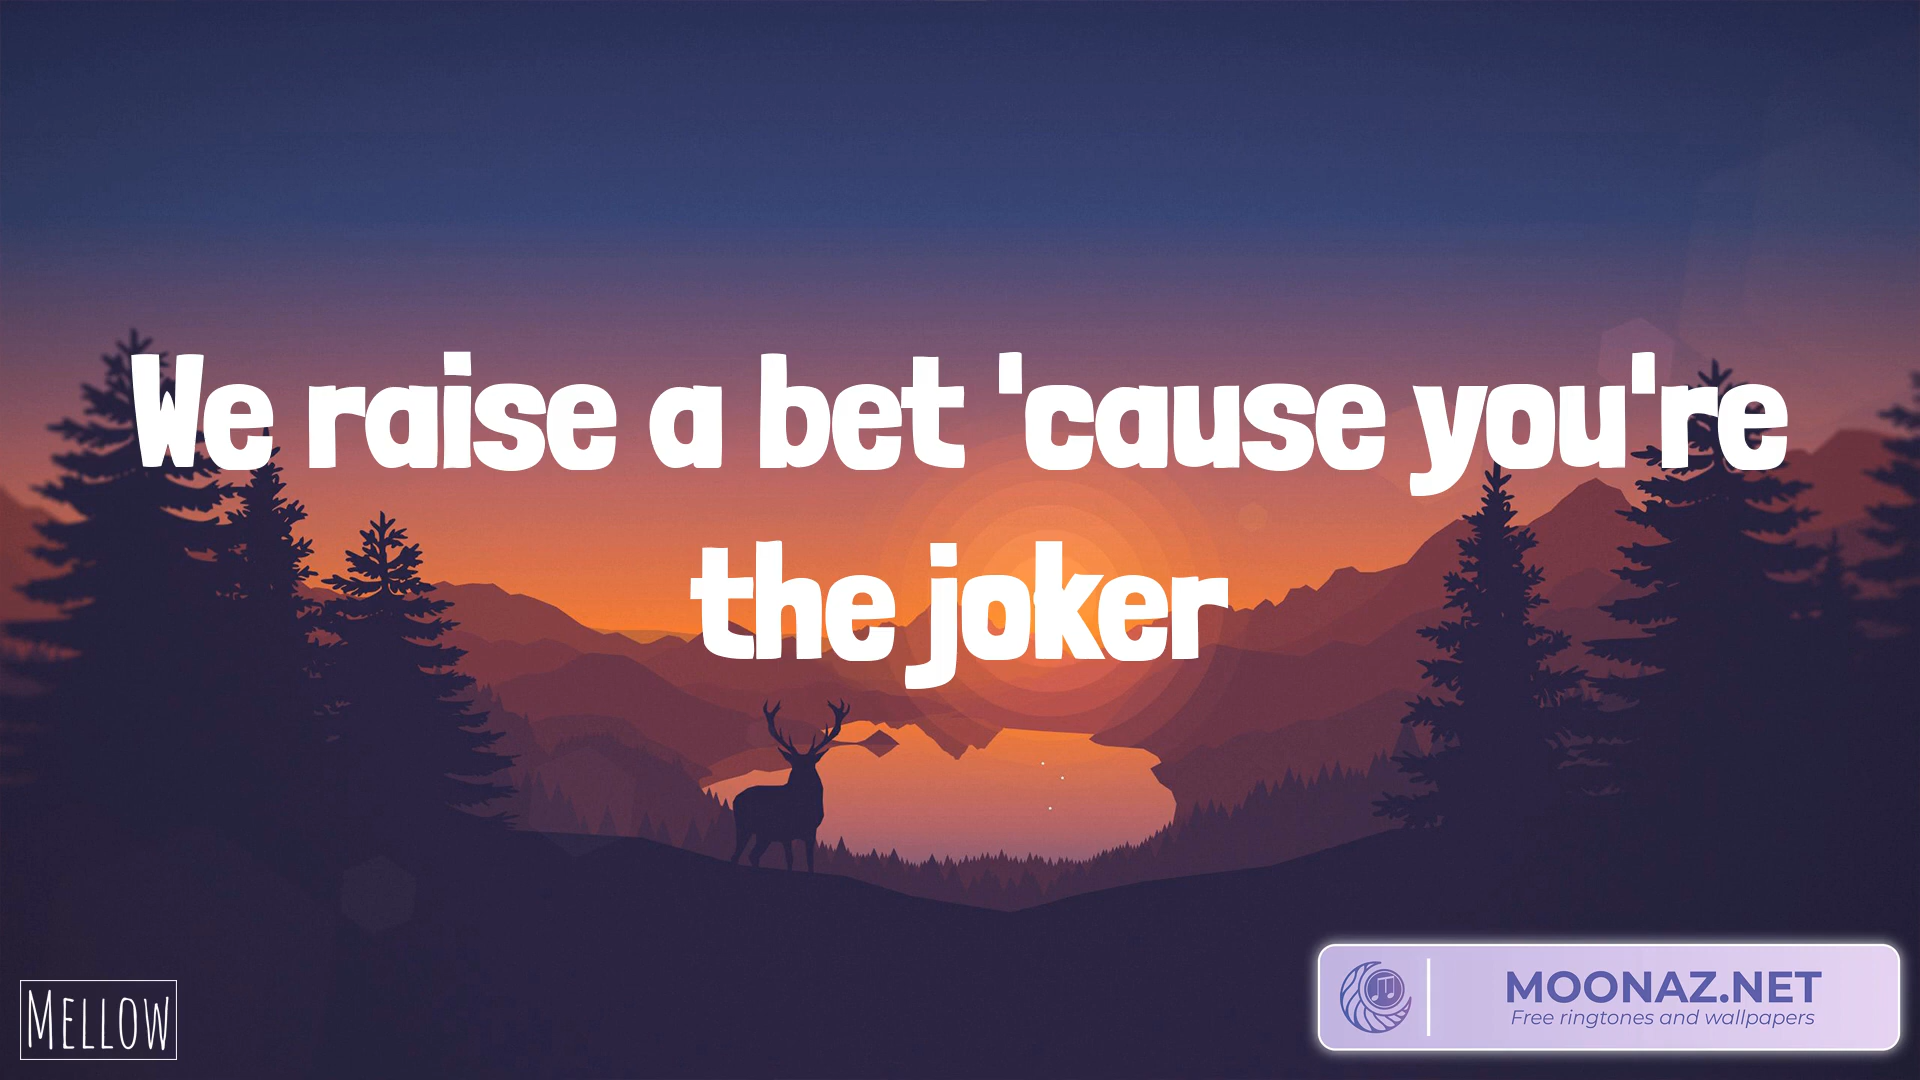 We raise a bet 'cause you're
the joker
MELLOW
MOONAZ.NET
Free ringtones and wallpapers